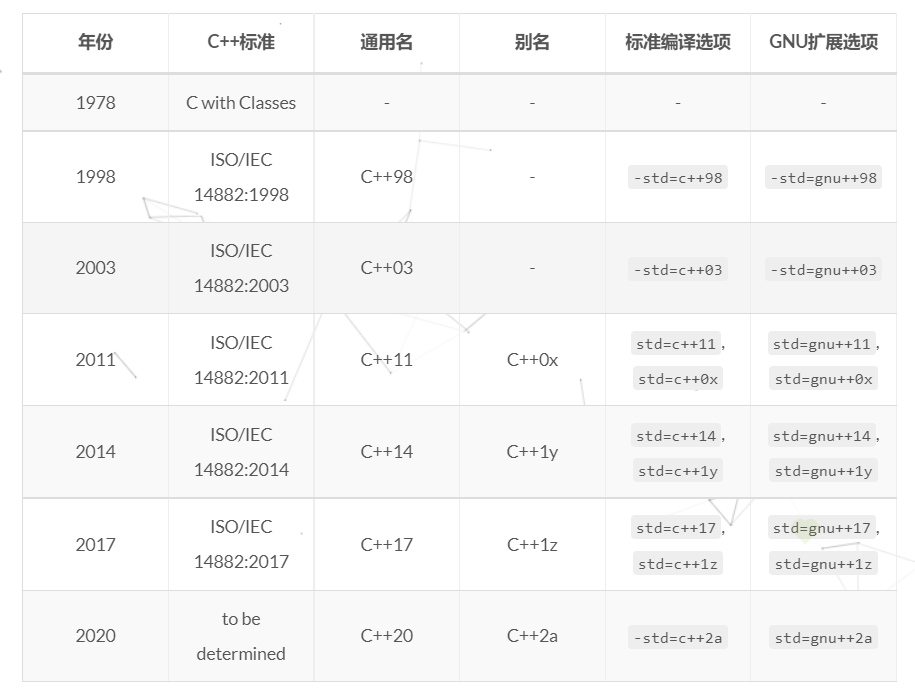 年份 C++标准 通用名 别名 标准编译选项 GNU扩展选项
1978 C with Classes - - - -
ISO/IEC
1998 C++98 - -std=c++98 -std=gnu++98
14882:1998
ISO/IEC
2003 C++03 - -std=c++03 -std=gnu++03
14882:2003
ISO/IEC std=c++11, std=gnu++11,
2011 C++11 C++0x
14882:2011 std=c++0x std=gnu++0x
ISO/IEC std=c++14, std=gnu++14,
2014 C++14 C++1y
14882:2014 std=c++1y std=gnu++1y
ISO/IEC std=c++17, std=gnu++17,
2017 C++17 C++1z
14882:2017 std=c++1z std=gnu++1z
to be
2020 C++20 C++2a -std=c++2a std=gnu++2a
determined